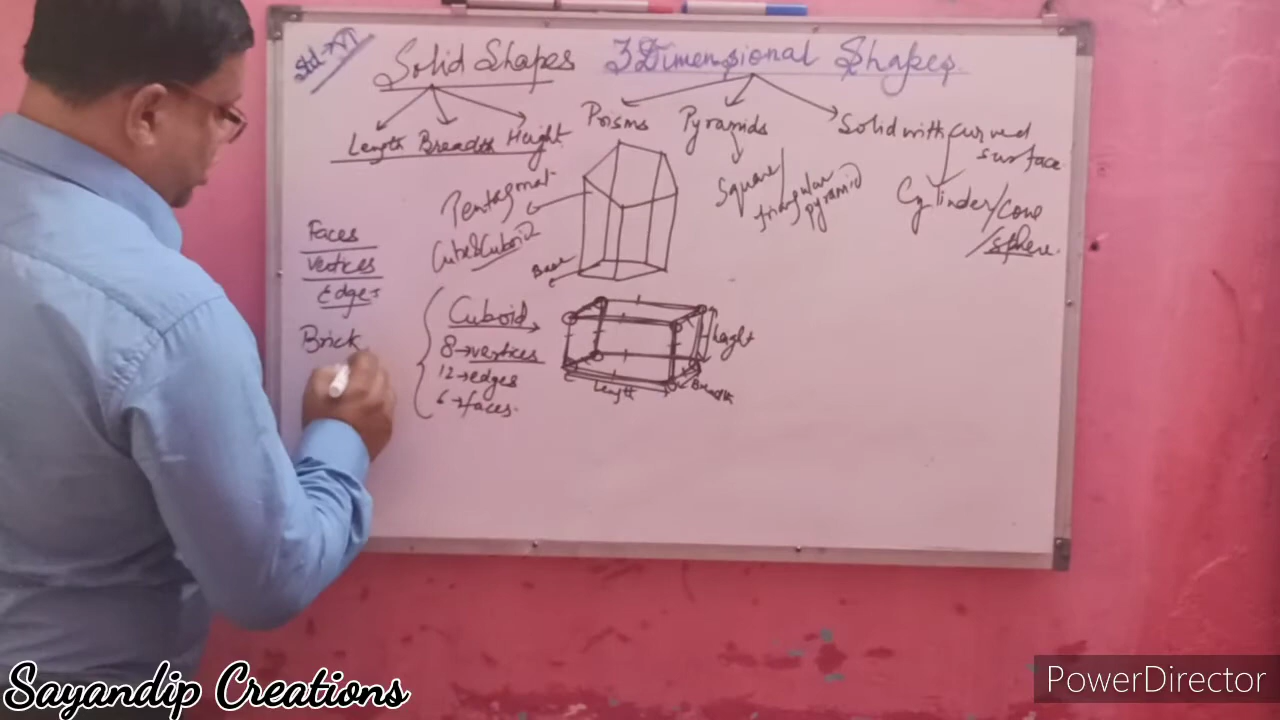 Std → VI
Solid Shapes
3 Dimensional Shapes
Length Breadth Height
Prisms
Pyramids
Solid with curved
surface
Square/
triangular
pyramid
Cylinder/cone
/sphere.
Pentagonal
Cube & Cuboid
Base
Faces
Vertices
Edges
Brick
Cuboid
8→vertices
12→edges
6→faces.
Length
Breadth
Sayandip Creations
PowerDirector